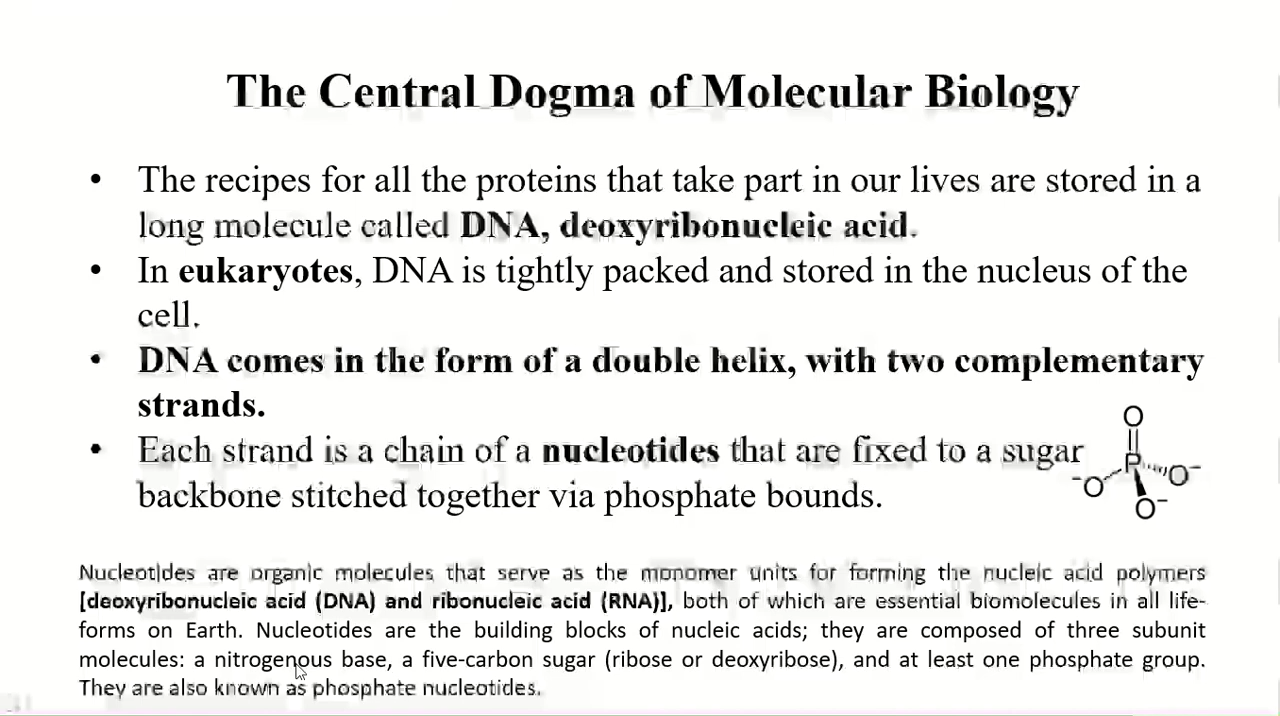 The Central Dogma of Molecular Biology
• The recipes for all the proteins that take part in our lives are stored in a
long molecule called DNA, deoxyribonucleic acid.
• In eukaryotes, DNA is tightly packed and stored in the nucleus of the
cell.
• DNA comes in the form of a double helix, with two complementary
strands.
• Each strand is a chain of a nucleotides that are fixed to a sugar
backbone stitched together via phosphate bounds.
O
P
⁻O
O⁻
O⁻
Nucleotides are organic molecules that serve as the monomer units for forming the nucleic acid polymers
[deoxyribonucleic acid (DNA) and ribonucleic acid (RNA)], both of which are essential biomolecules in all life-
forms on Earth. Nucleotides are the building blocks of nucleic acids; they are composed of three subunit
molecules: a nitrogenous base, a five-carbon sugar (ribose or deoxyribose), and at least one phosphate group.
They are also known as phosphate nucleotides.